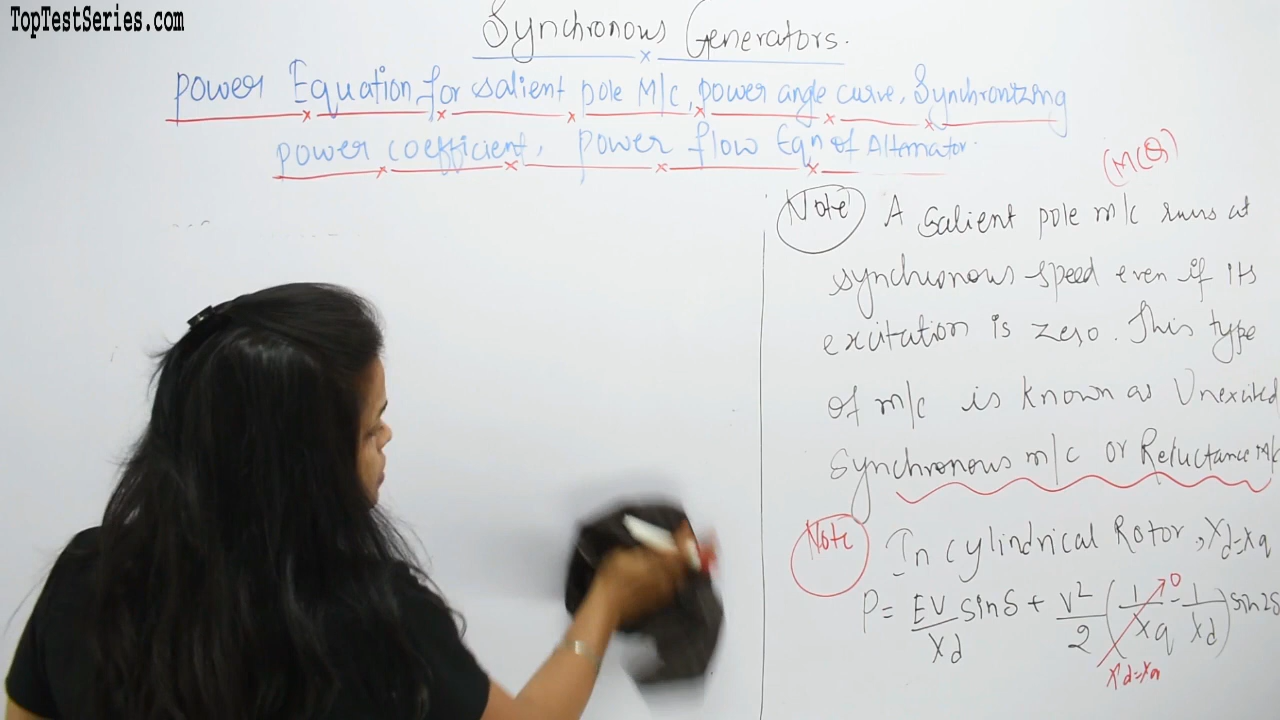 TopTestSeries.com
Synchronous Generators.
Power Equation for salient pole M/c, power angle curve, Synchronizing
power coefficient, power flow Eqn of Alternator.
(MCQ)
Note A Salient pole m/c runs at
synchronous speed even if its
excitation is zero. This type
of m/c is known as Unexcited
Synchronous m/c or Reluctance M/c
Note In cylindrical Rotor, Xd=Xq
P = EV/Xd sinδ + V²/2 (1/Xq - 1/Xd) sin2δ
0
Xd=Xq